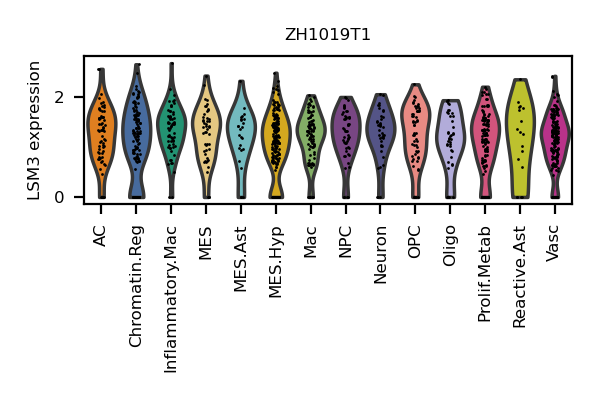 ZH1019T1
LSM3 expression
2
0
AC
Chromatin.Reg
Inflammatory.Mac
MES
MES.Ast
MES.Hyp
Mac
NPC
Neuron
OPC
Oligo
Prolif.Metab
Reactive.Ast
Vasc